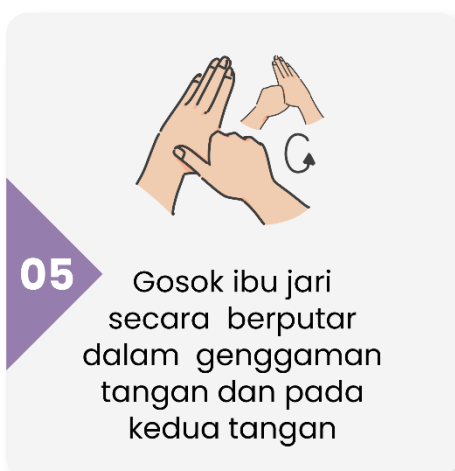 05
Gosok ibu jari
secara berputar
dalam genggaman
tangan dan pada
kedua tangan